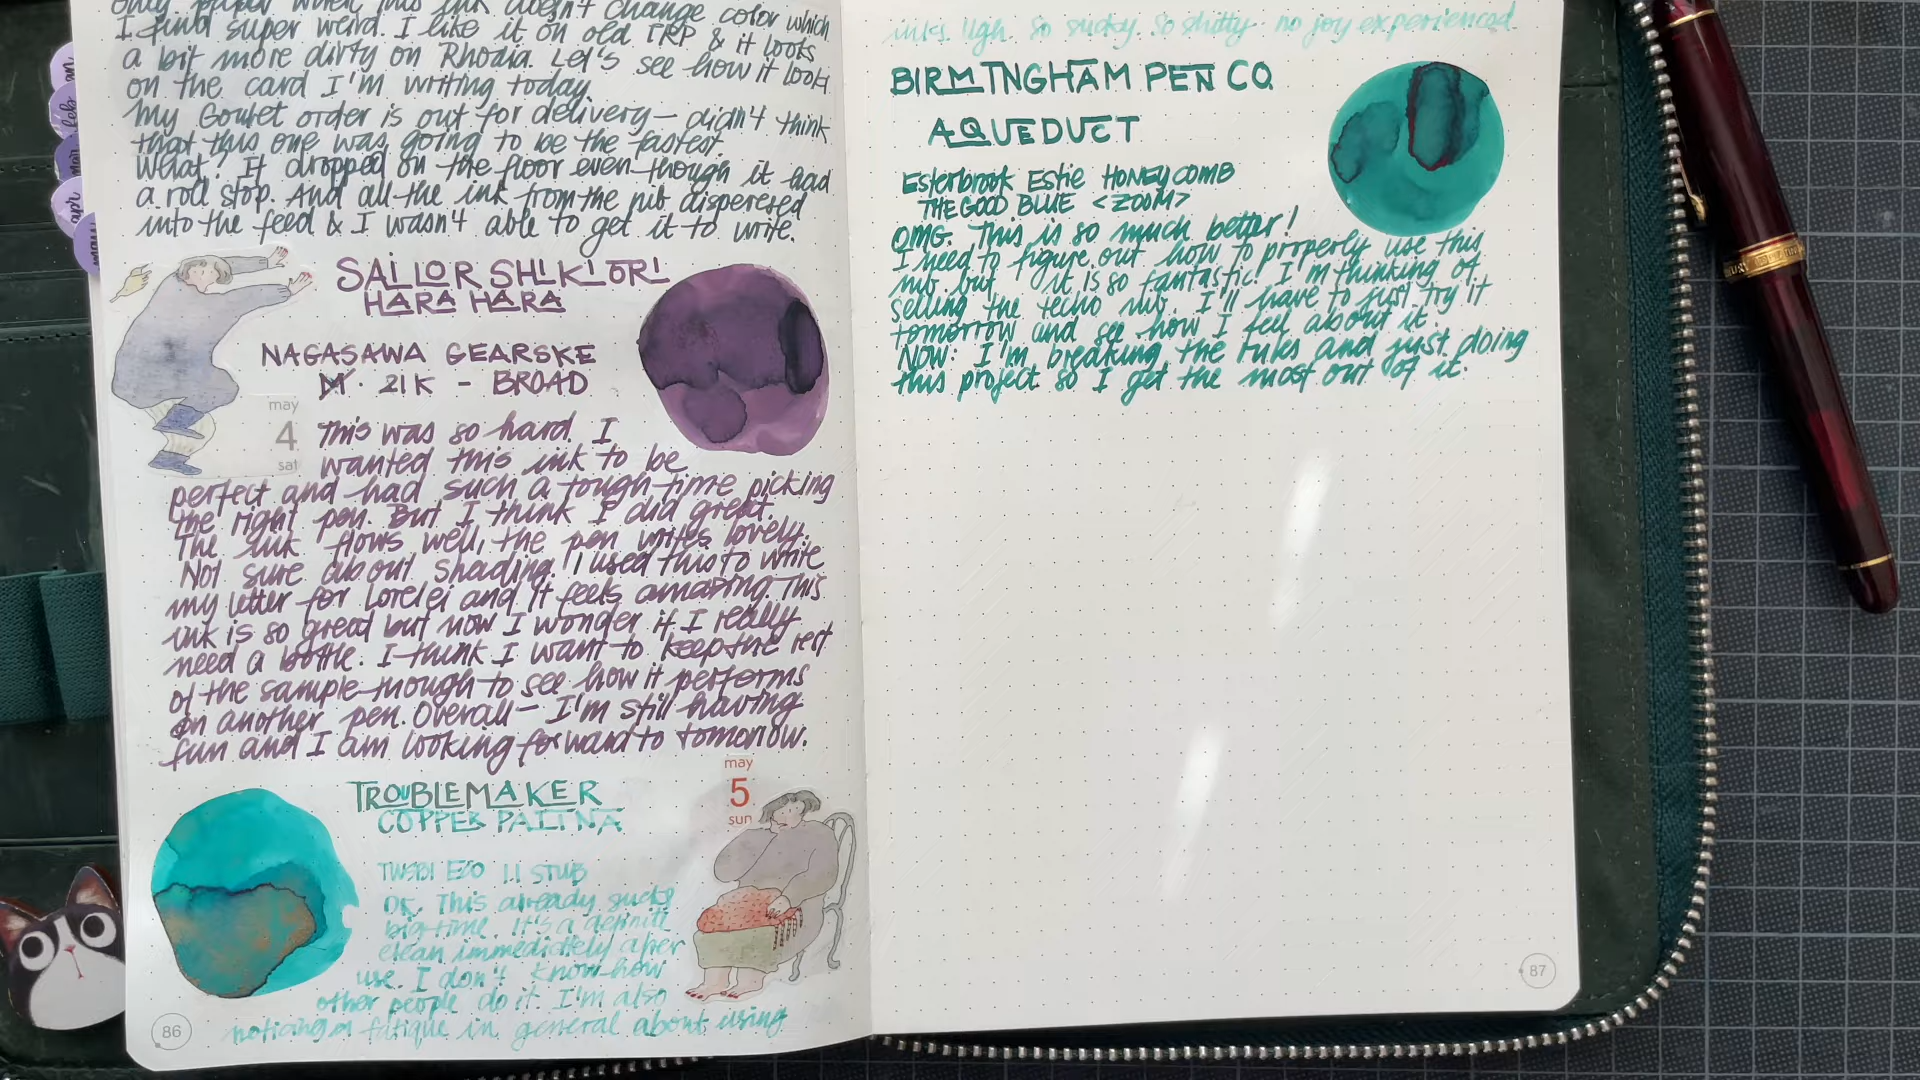 only paper when this ink doesn't change color which
I find super weird. I like it on old TRP & it looks
a bit more dirty on Rhodia. Let's see how it look
on the card I'm writing today.
My Goulet order is out for delivery - didn't think
that this one was going to be the fastest.
What? It dropped on the floor even though it had
a roll stop. And all the ink from the nib dispersed
into the feed & I wasn't able to get it to write.
SAILOR SHIKIORI
HARA HARA
NAGASAWA GEARSKE
M. 21K - BROAD
may
4
sat
This was so hard. I
wanted this ink to be
perfect and had such a tough time picking
the right pen. But I think I did great.
The ink flows well, the pen writes lovely.
Not sure about shading. I used this to write
my letter for Lorelei and it feels amazing. This
ink is so great but now I wonder if I really
need a bottle. I think I want to keep the rest
of the sample though to see how it performs
in another pen. Overall - I'm still having
fun and I am looking forward to tomorrow.
TROUBLEMAKER
COPPER PATINA
may
5
sun
TWSBI ECO 1.1 STUB
OK. This already sucks
big time. It's a definite
clean immediately after
use. I don't know how
other people do it. I'm also
noticing a fatigue in general about using
86
inks. Ugh. So sucky. So shitty. no joy experienced.
BIRMINGHAM PEN CO.
AQUEDUCT
Esterbrook Estie HONEYCOMB
THE GOOD BLUE <ZOOM>
OMG. This is so much better!
I need to figure out how to properly use this
nib but it is so fantastic! I'm thinking of
selling the techo nib. I'll have to just try it
tomorrow and see how I feel about it.
NOW: I'm breaking the rules and just doing
this project so I get the most out of it.
87
apr